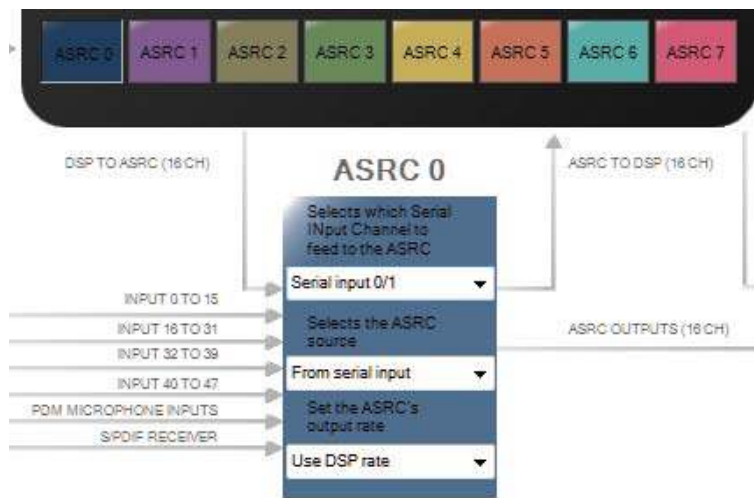 ASRC 0 ASRC 1 ASRC 2 ASRC 3 ASRC 4 ASRC 5 ASRC 6 ASRC 7
DSP TO ASRC (16 CH)
ASRC 0
ASRC TO DSP (16 CH)
Selects which Serial
INput Channel to
feed to the ASRC
Serial input 0/1
INPUT 0 TO 15
INPUT 16 TO 31
Selects the ASRC
source
ASRC OUTPUTS (16 CH)
INPUT 32 TO 39
From serial input
INPUT 40 TO 47
PDM MICROPHONE INPUTS
Set the ASRC's
output rate
S/PDIF RECEIVER
Use DSP rate